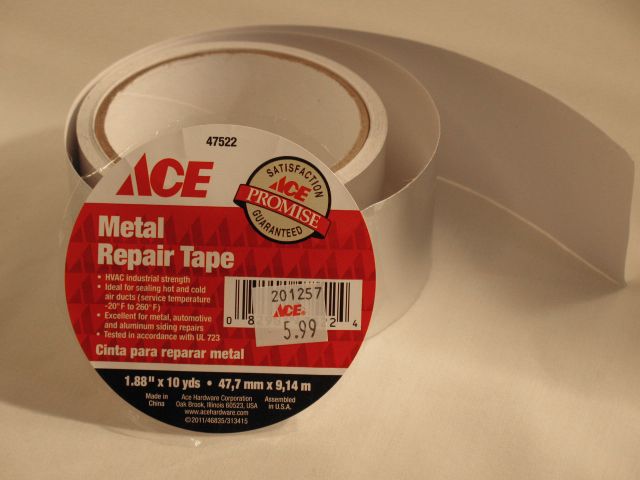 47522
ACE
SATISFACTION
ACE
PROMISE
GUARANTEED
Metal
Repair Tape
• HVAC industrial strength
• Ideal for sealing hot and cold
air ducts (service temperature
-20°F to 260°F)
• Excellent for metal, automotive
and aluminum siding repairs
• Tested in accordance with UL 723
201257
ACE
5.99
Cinta para reparar metal
1.88" x 10 yds • 47,7 mm x 9,14 m
Made in
China
Ace Hardware Corporation
Oak Brook, Illinois 60523, USA
www.acehardware.com
©2011/46835/313415
Assembled
in U.S.A.